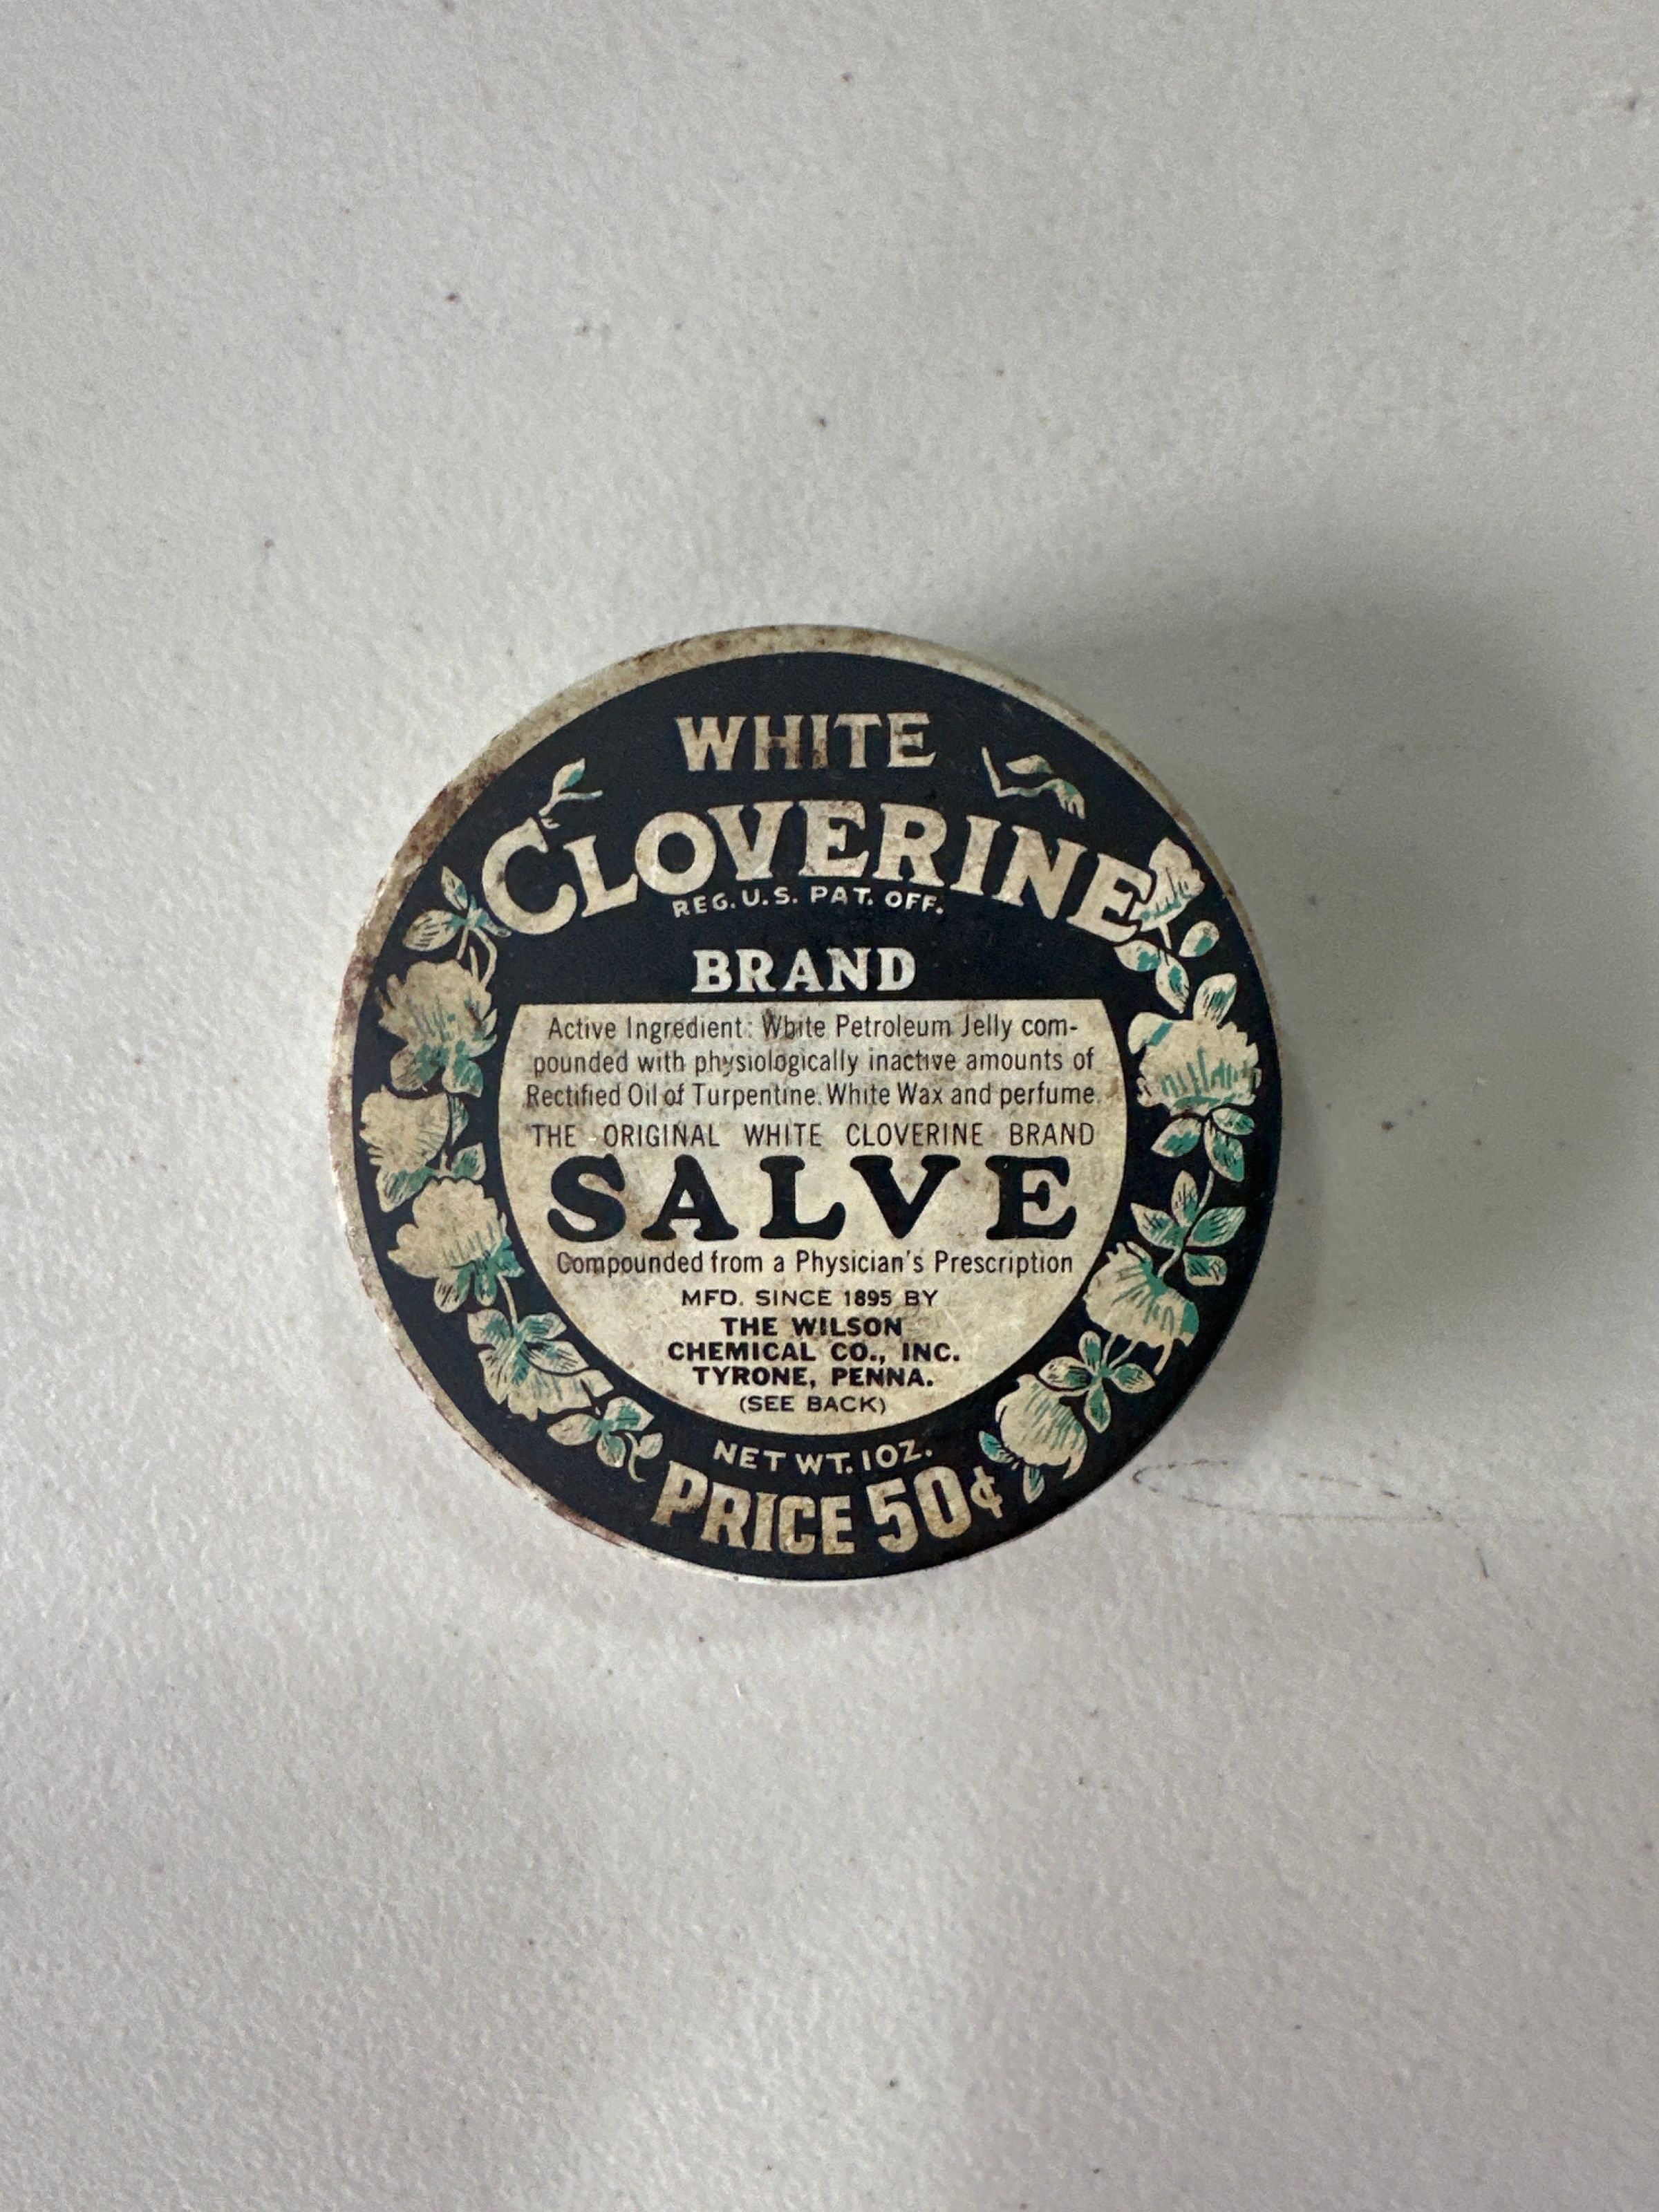 WHITE
CLOVERINE
REG. U.S. PAT. OFF.
BRAND
Active Ingredient: White Petroleum Jelly com-
pounded with physiologically inactive amounts of
Rectified Oil of Turpentine. White Wax and perfume.
THE ORIGINAL WHITE CLOVERINE BRAND
SALVE
Compounded from a Physician's Prescription
MFD. SINCE 1895 BY
THE WILSON
CHEMICAL CO., INC.
TYRONE, PENNA.
(SEE BACK)
NET WT. 1 OZ.
PRICE 50¢